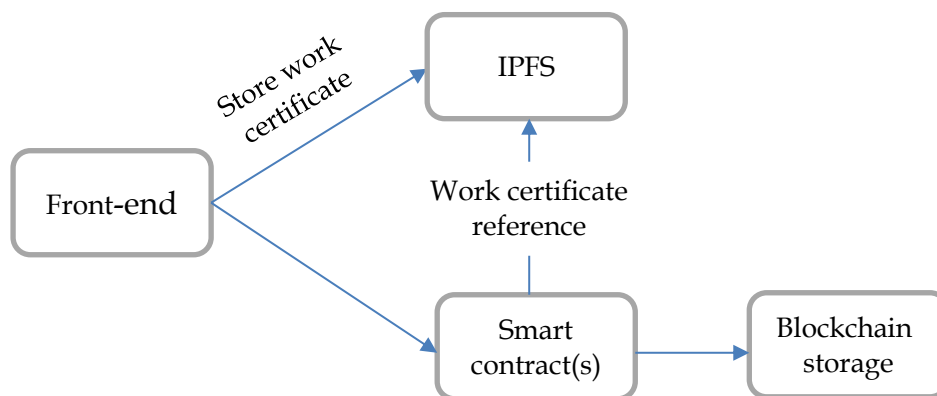 Store work
certificate
IPFS
Front-end
Work certificate
reference
Smart
contract(s)
Blockchain
storage